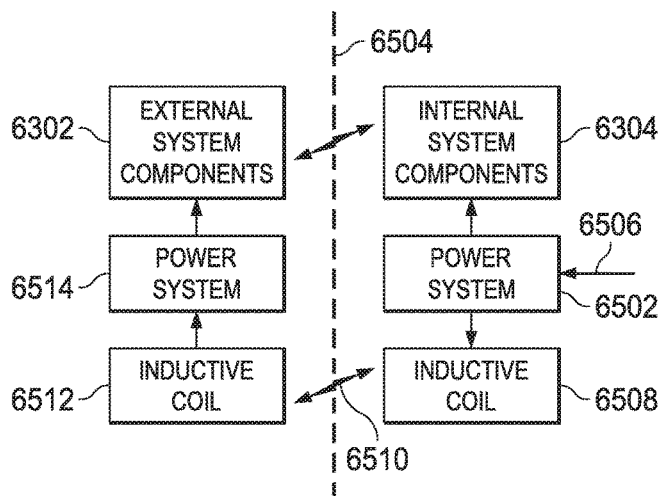 6504
6302
EXTERNAL
SYSTEM
COMPONENTS
INTERNAL
SYSTEM
COMPONENTS
6304
6506
6514
POWER
SYSTEM
POWER
SYSTEM
6502
6512
INDUCTIVE
COIL
INDUCTIVE
COIL
6508
6510